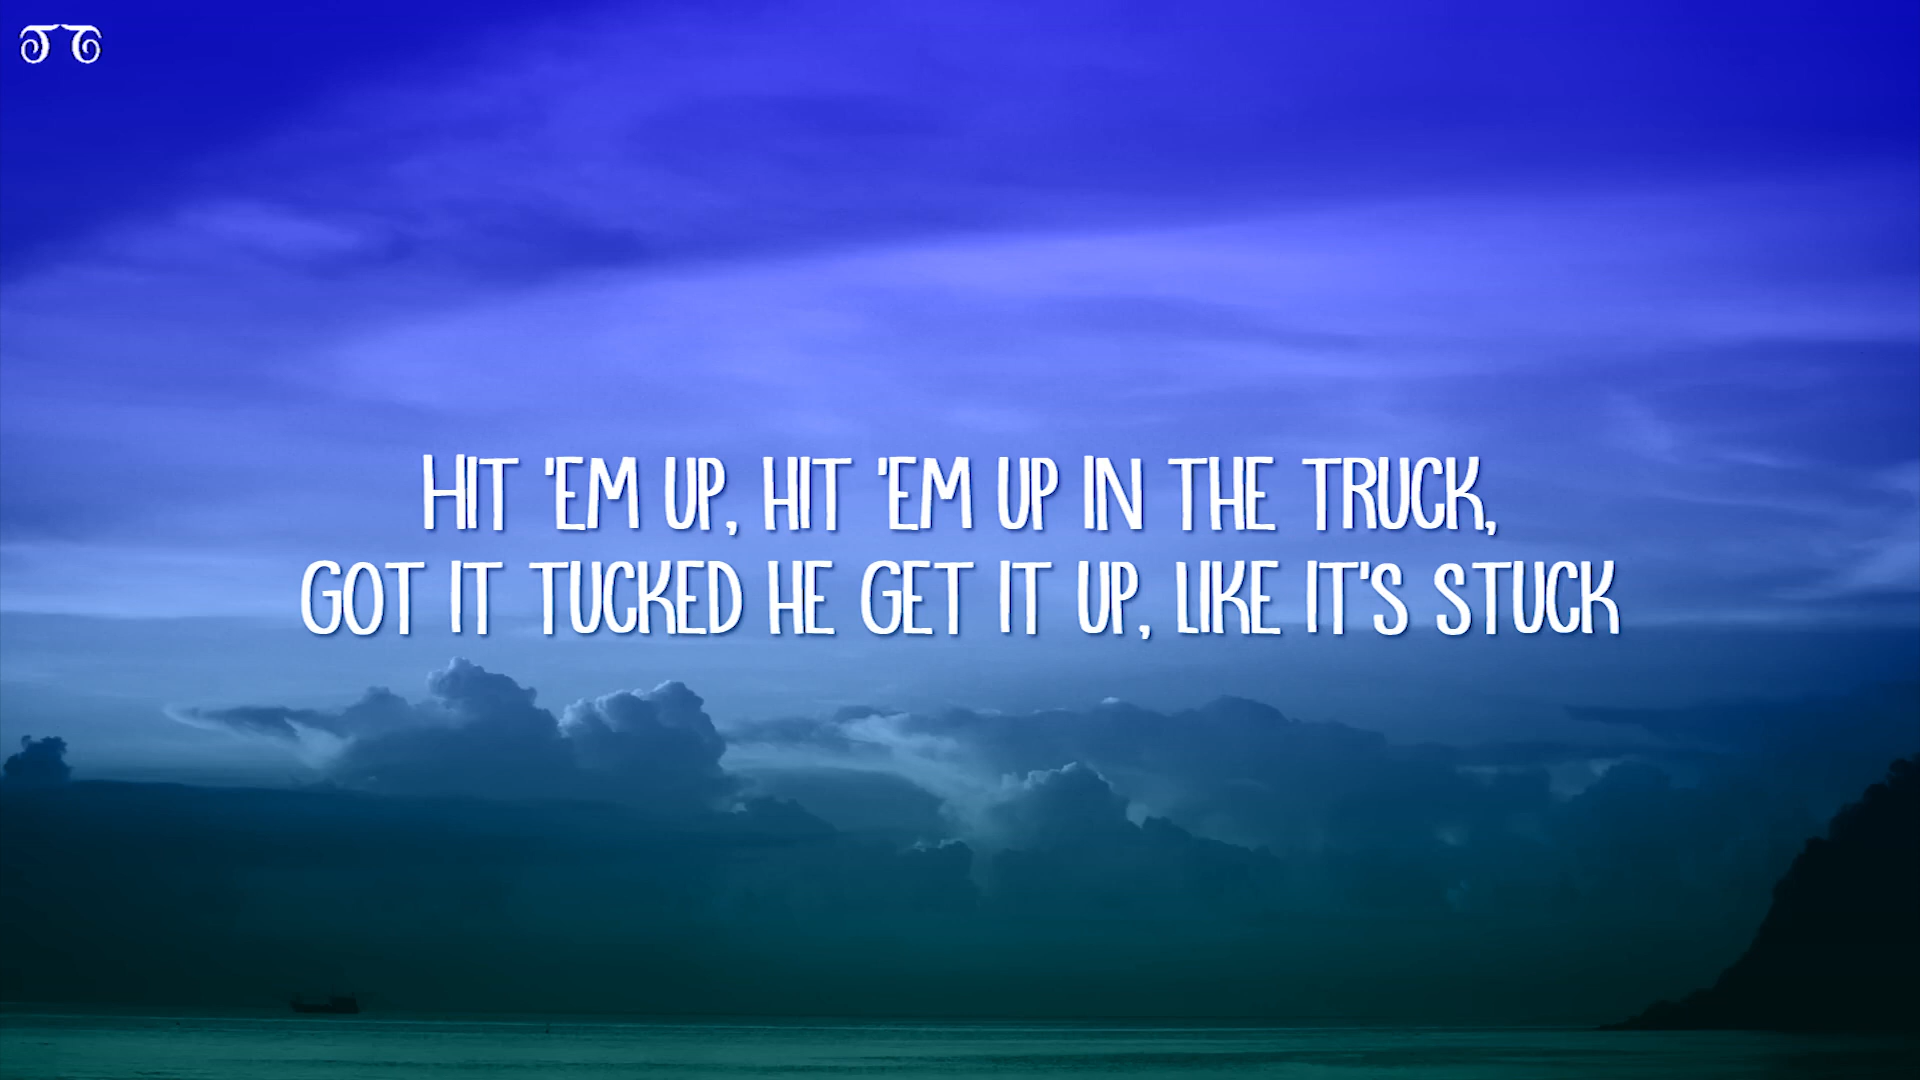 HIT 'EM UP, HIT 'EM UP IN THE TRUCK,
GOT IT TUCKED HE GET IT UP, LIKE IT'S STUCK